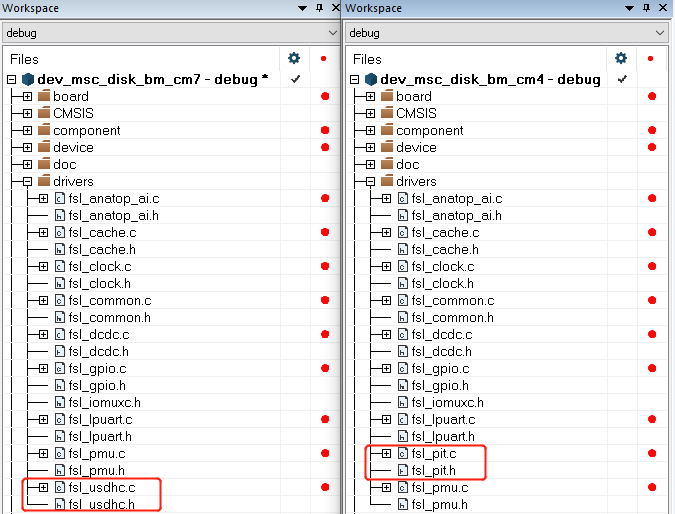 Workspace
debug
Files
dev_msc_disk_bm_cm7 - debug *
board
CMSIS
component
device
doc
drivers
fsl_anatop_ai.c
fsl_anatop_ai.h
fsl_cache.c
fsl_cache.h
fsl_clock.c
fsl_clock.h
fsl_common.c
fsl_common.h
fsl_dcdc.c
fsl_dcdc.h
fsl_gpio.c
fsl_gpio.h
fsl_iomuxc.h
fsl_lpuart.c
fsl_lpuart.h
fsl_pmu.c
fsl_pmu.h
fsl_usdhc.c
fsl_usdhc.h
Workspace
debug
Files
dev_msc_disk_bm_cm4 - debug
board
CMSIS
component
device
doc
drivers
fsl_anatop_ai.c
fsl_anatop_ai.h
fsl_cache.c
fsl_cache.h
fsl_clock.c
fsl_clock.h
fsl_common.c
fsl_common.h
fsl_dcdc.c
fsl_dcdc.h
fsl_gpio.c
fsl_gpio.h
fsl_iomuxc.h
fsl_lpuart.c
fsl_lpuart.h
fsl_pit.c
fsl_pit.h
fsl_pmu.c
fsl_pmu.h